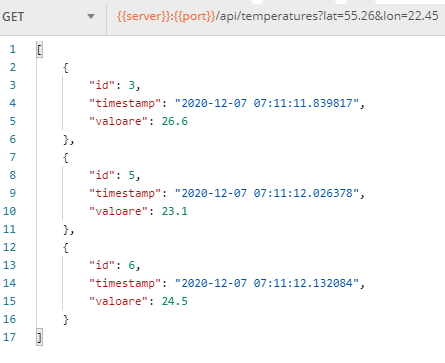 GET {{server}}:{{port}}/api/temperatures?lat=55.26&lon=22.45
1 [
2 {
3 "id": 3,
4 "timestamp": "2020-12-07 07:11:11.839817",
5 "valoare": 26.6
6 },
7 {
8 "id": 5,
9 "timestamp": "2020-12-07 07:11:12.026378",
10 "valoare": 23.1
11 },
12 {
13 "id": 6,
14 "timestamp": "2020-12-07 07:11:12.132084",
15 "valoare": 24.5
16 }
17 ]